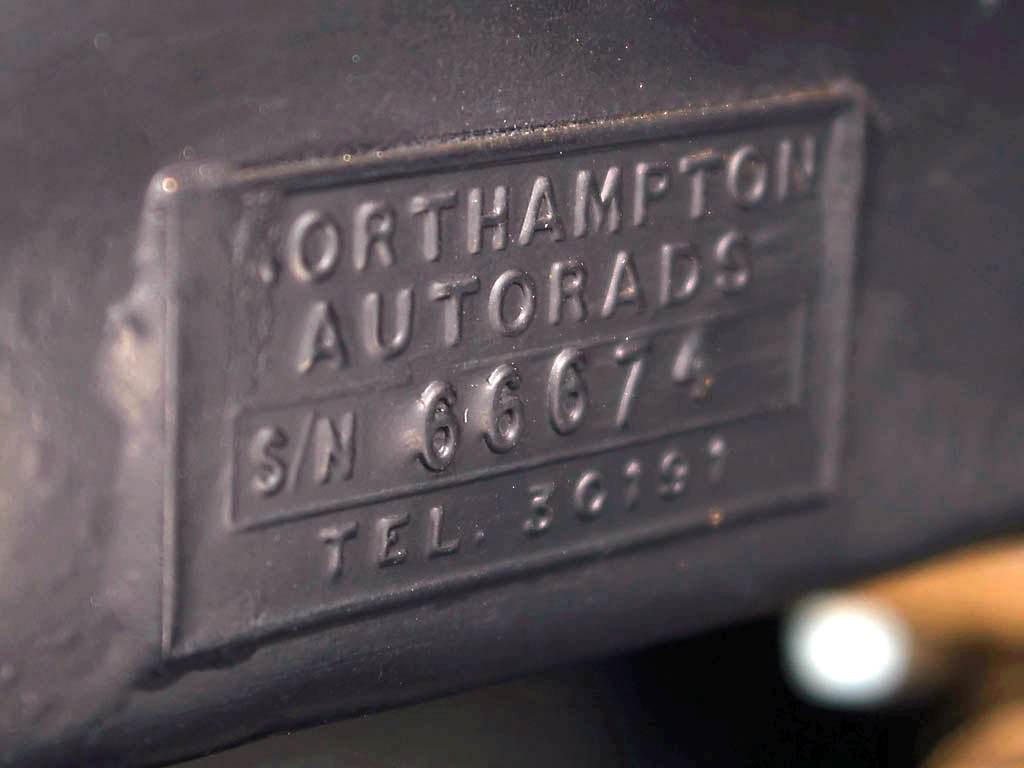 NORTHAMPTON
AUTORADS
S/N 66674
TEL. 30191